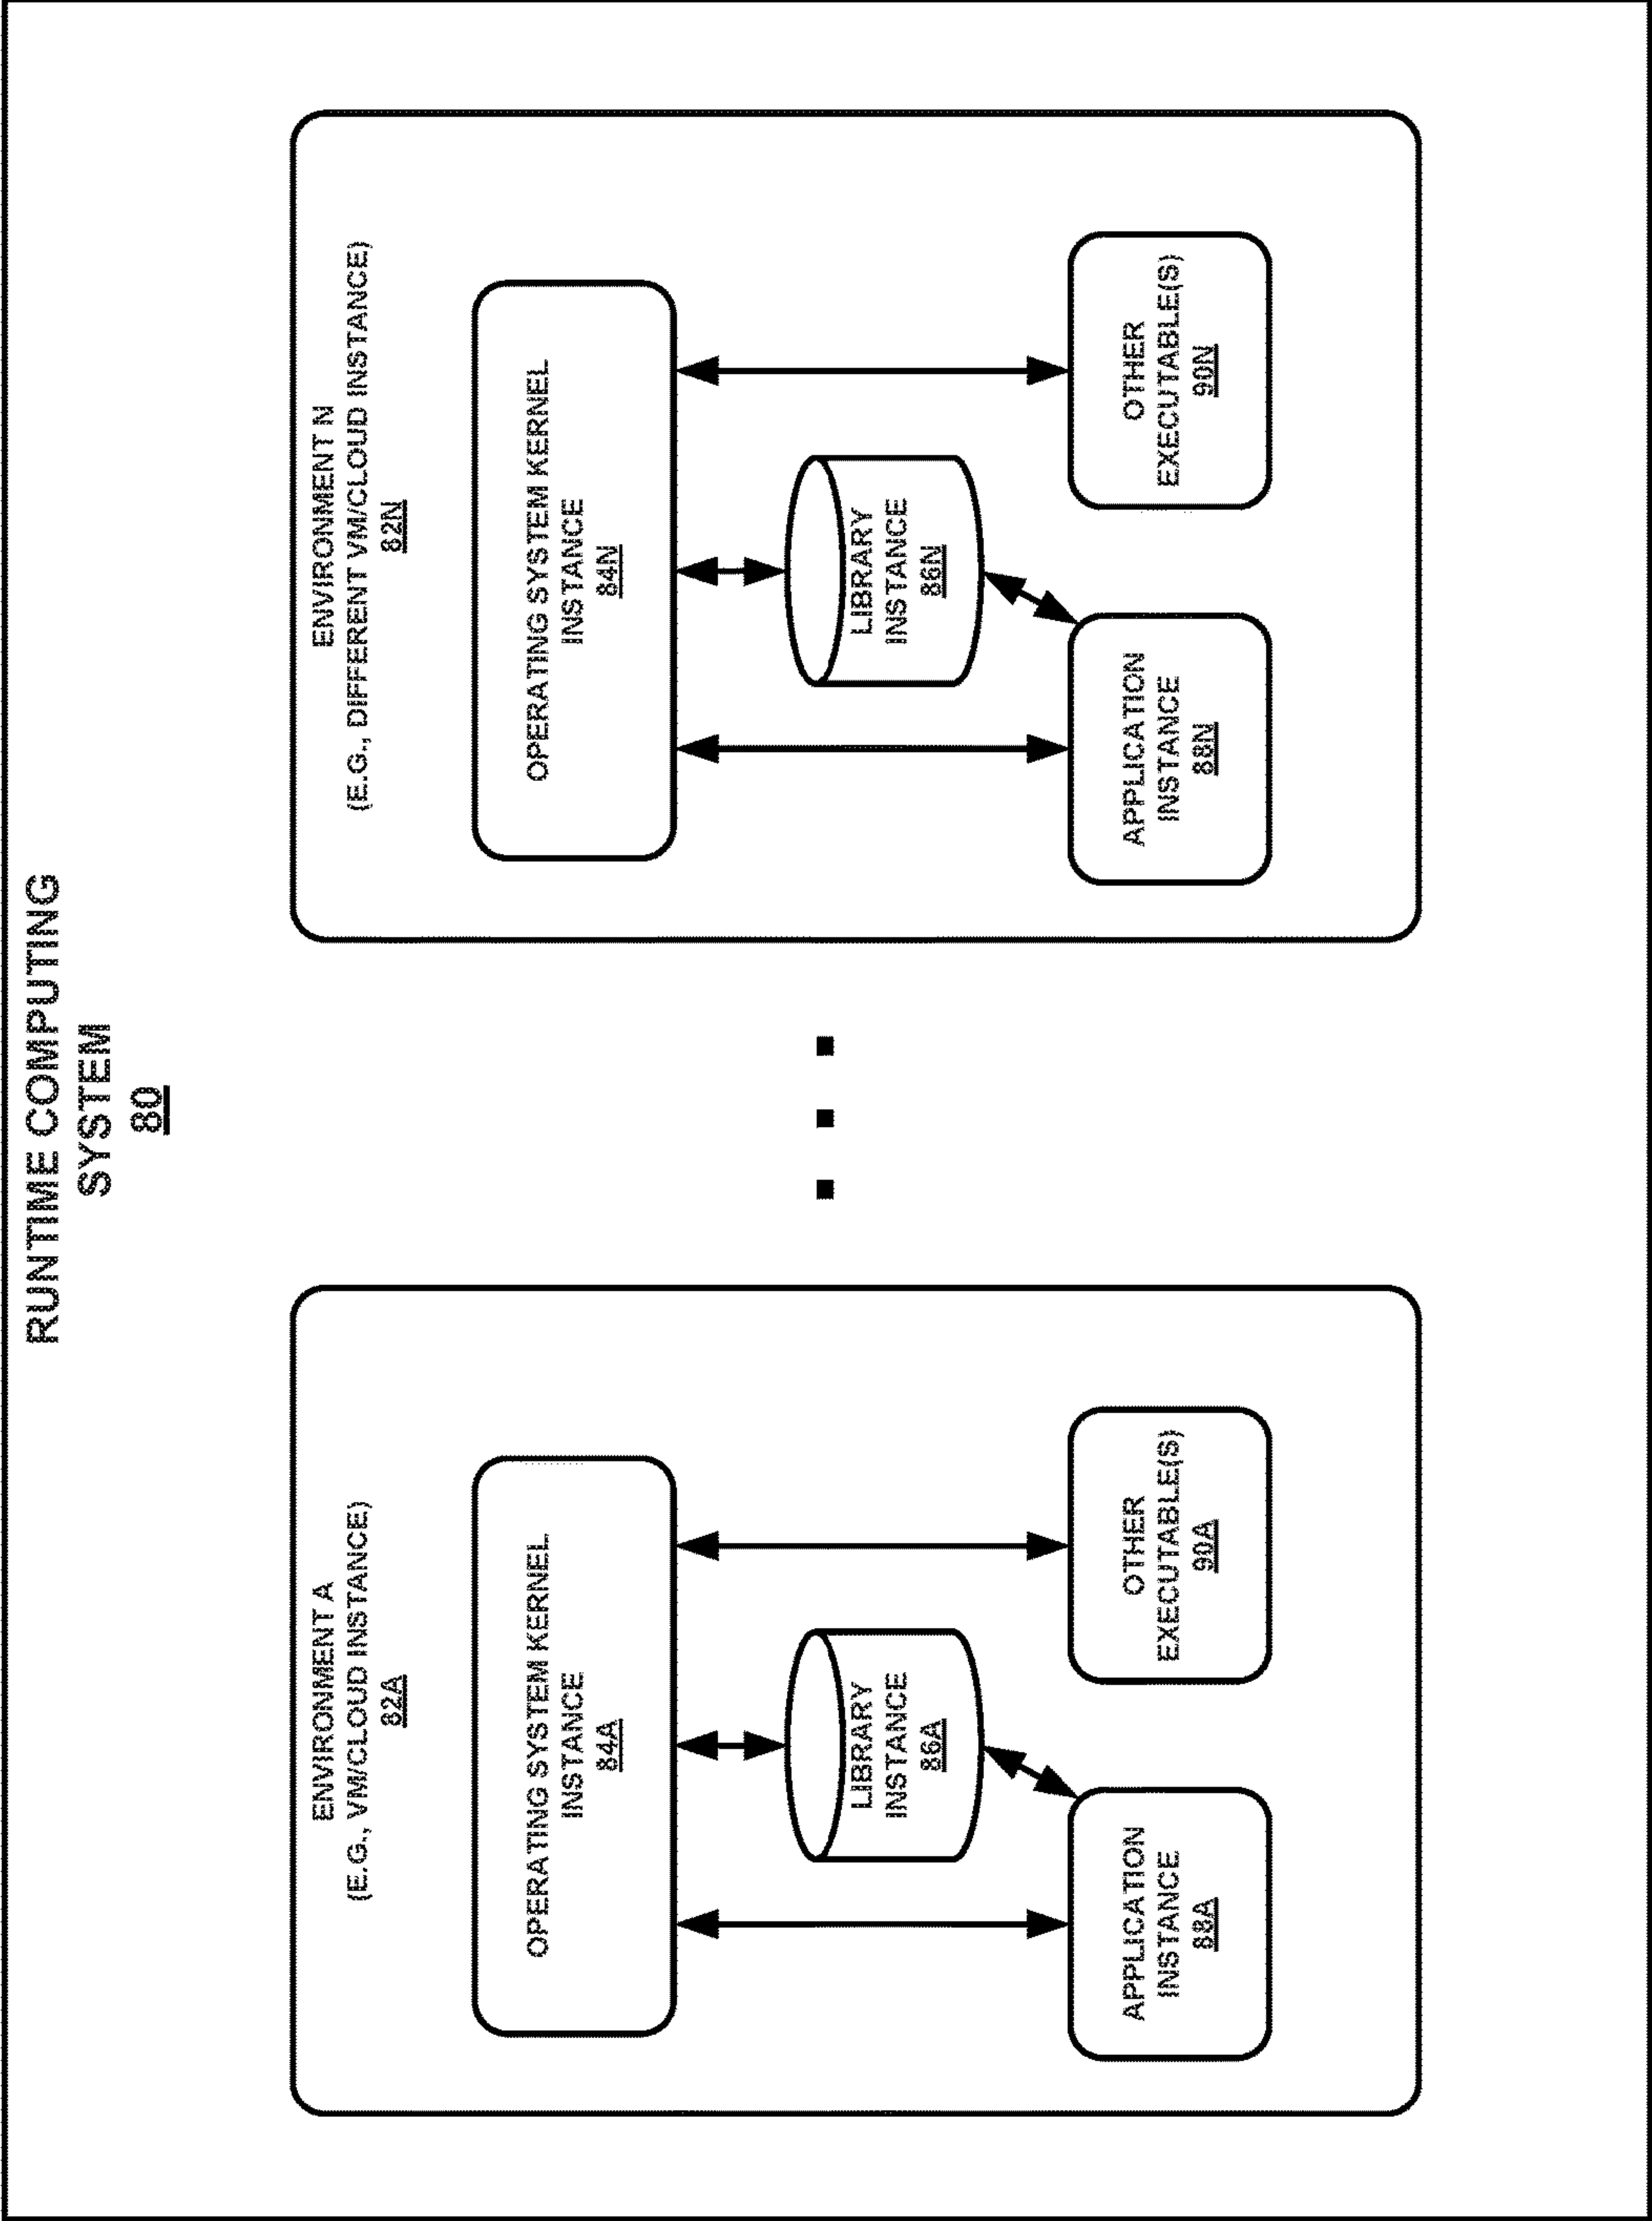 RUNTIME COMPUTING
SYSTEM
80
ENVIRONMENT A
(E.G., VM/CLOUD INSTANCE)
82A
OPERATING SYSTEM KERNEL
INSTANCE
84A
LIBRARY
INSTANCE
86A
APPLICATION
INSTANCE
88A
OTHER
EXECUTABLE(S)
90A
ENVIRONMENT N
(E.G., DIFFERENT VM/CLOUD INSTANCE)
82N
OPERATING SYSTEM KERNEL
INSTANCE
84N
LIBRARY
INSTANCE
86N
APPLICATION
INSTANCE
88N
OTHER
EXECUTABLE(S)
90N